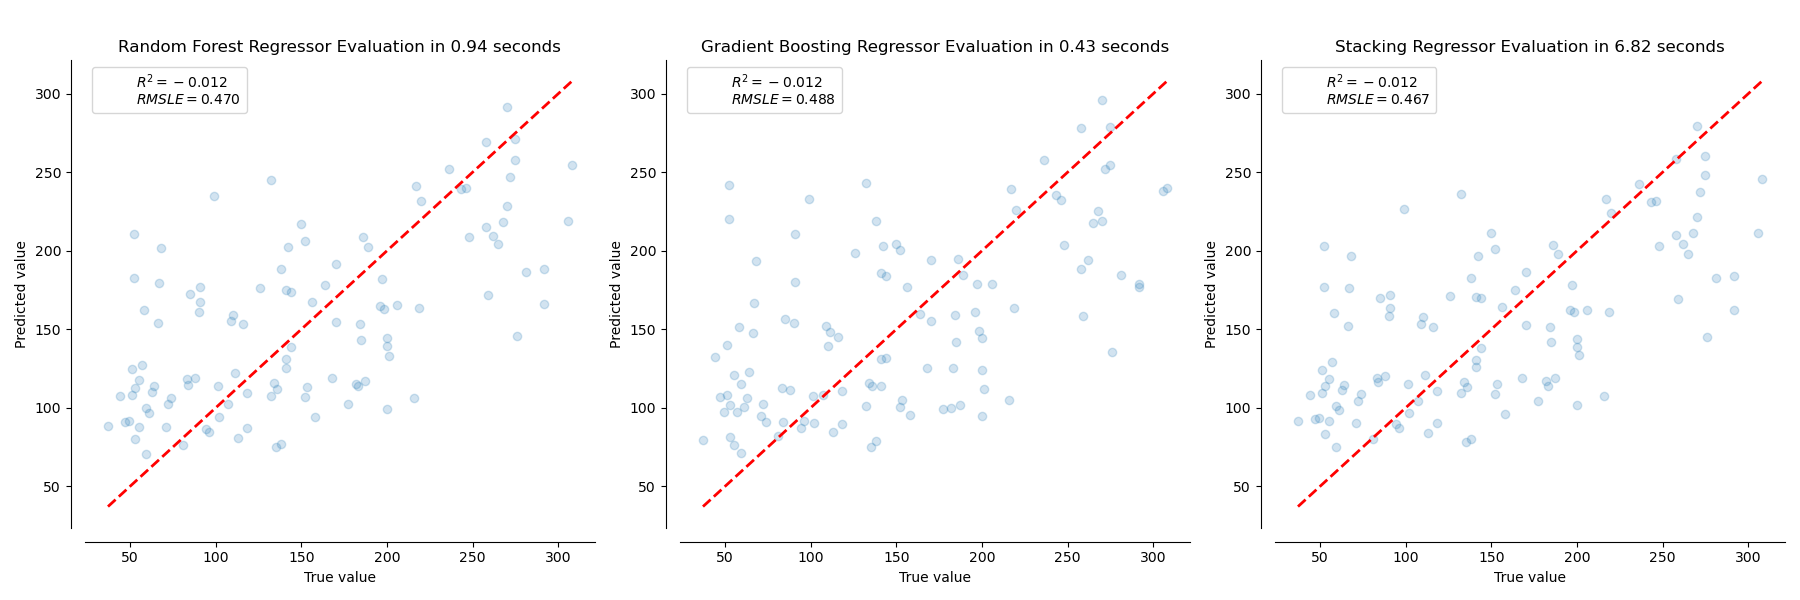 Random Forest Regressor Evaluation in 0.94 seconds
R² = −0.012
RMSLE = 0.470
Predicted value
300
250
200
150
100
50
50 100 150 200 250 300
True value
Gradient Boosting Regressor Evaluation in 0.43 seconds
R² = −0.012
RMSLE = 0.488
Predicted value
300
250
200
150
100
50
50 100 150 200 250 300
True value
Stacking Regressor Evaluation in 6.82 seconds
R² = −0.012
RMSLE = 0.467
Predicted value
300
250
200
150
100
50
50 100 150 200 250 300
True value